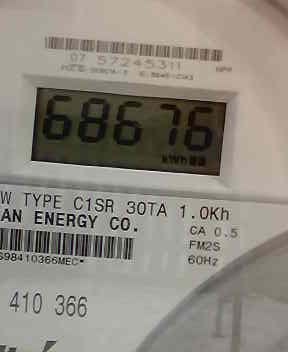 07 57245311
68676
kWh
W TYPE C1SR 30TA 1.0Kh
AN ENERGY CO.
CA 0.5
FM2S
S98410366MEC*
60Hz
410 366